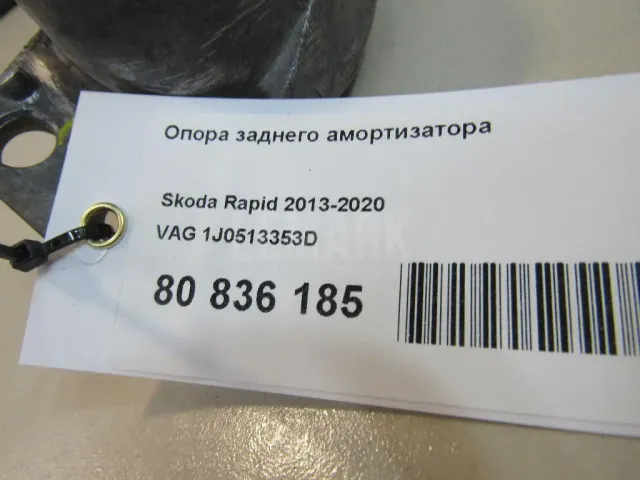 Опора заднего амортизатора
Skoda Rapid 2013-2020
VAG 1J0513353D
80 836 185